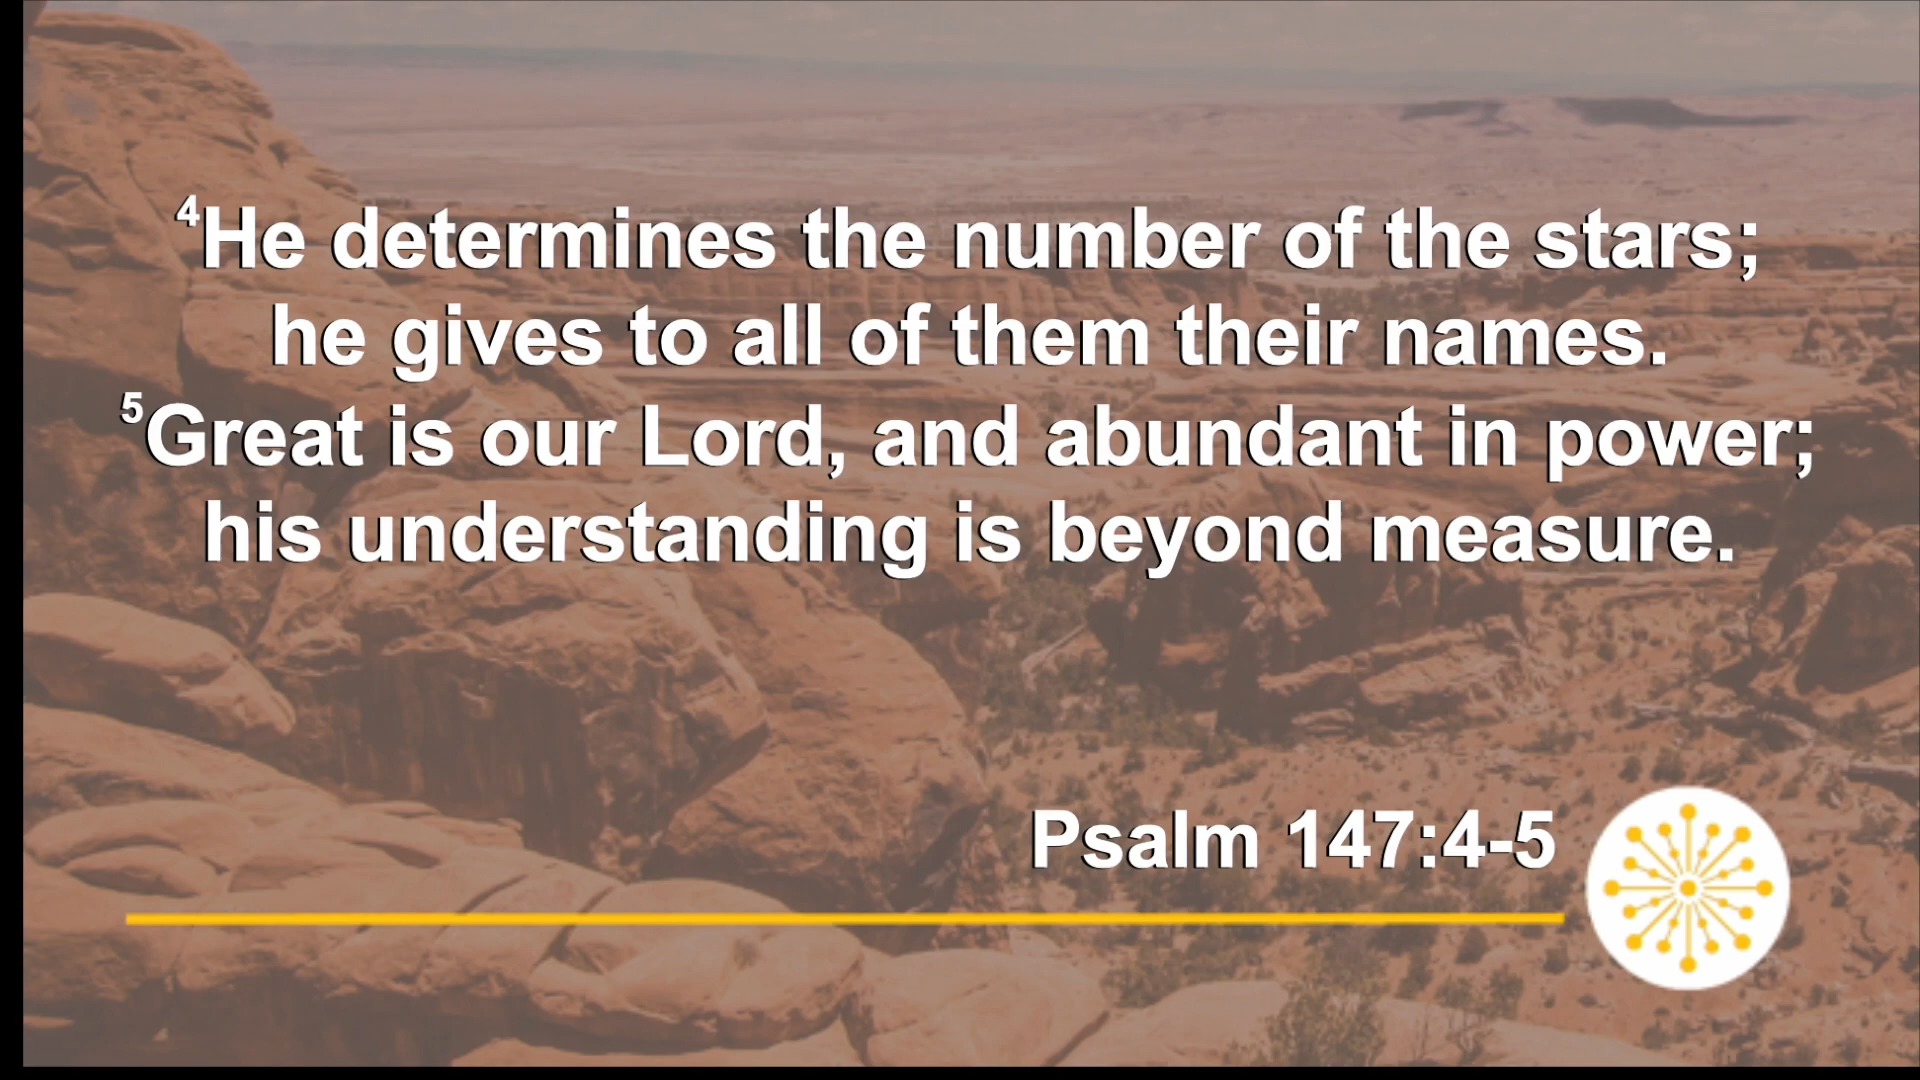 ⁴He determines the number of the stars;
he gives to all of them their names.
⁵Great is our Lord, and abundant in power;
his understanding is beyond measure.
Psalm 147:4-5